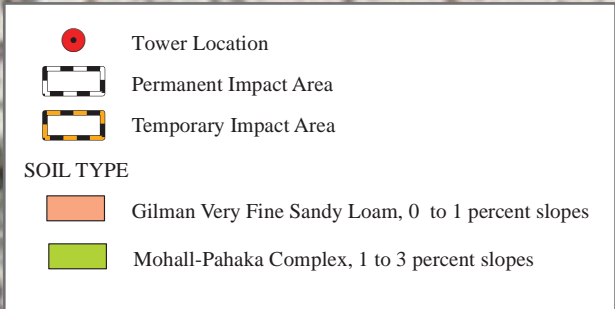 Tower Location
Permanent Impact Area
Temporary Impact Area
SOIL TYPE
Gilman Very Fine Sandy Loam, 0 to 1 percent slopes
Mohall-Pahaka Complex, 1 to 3 percent slopes